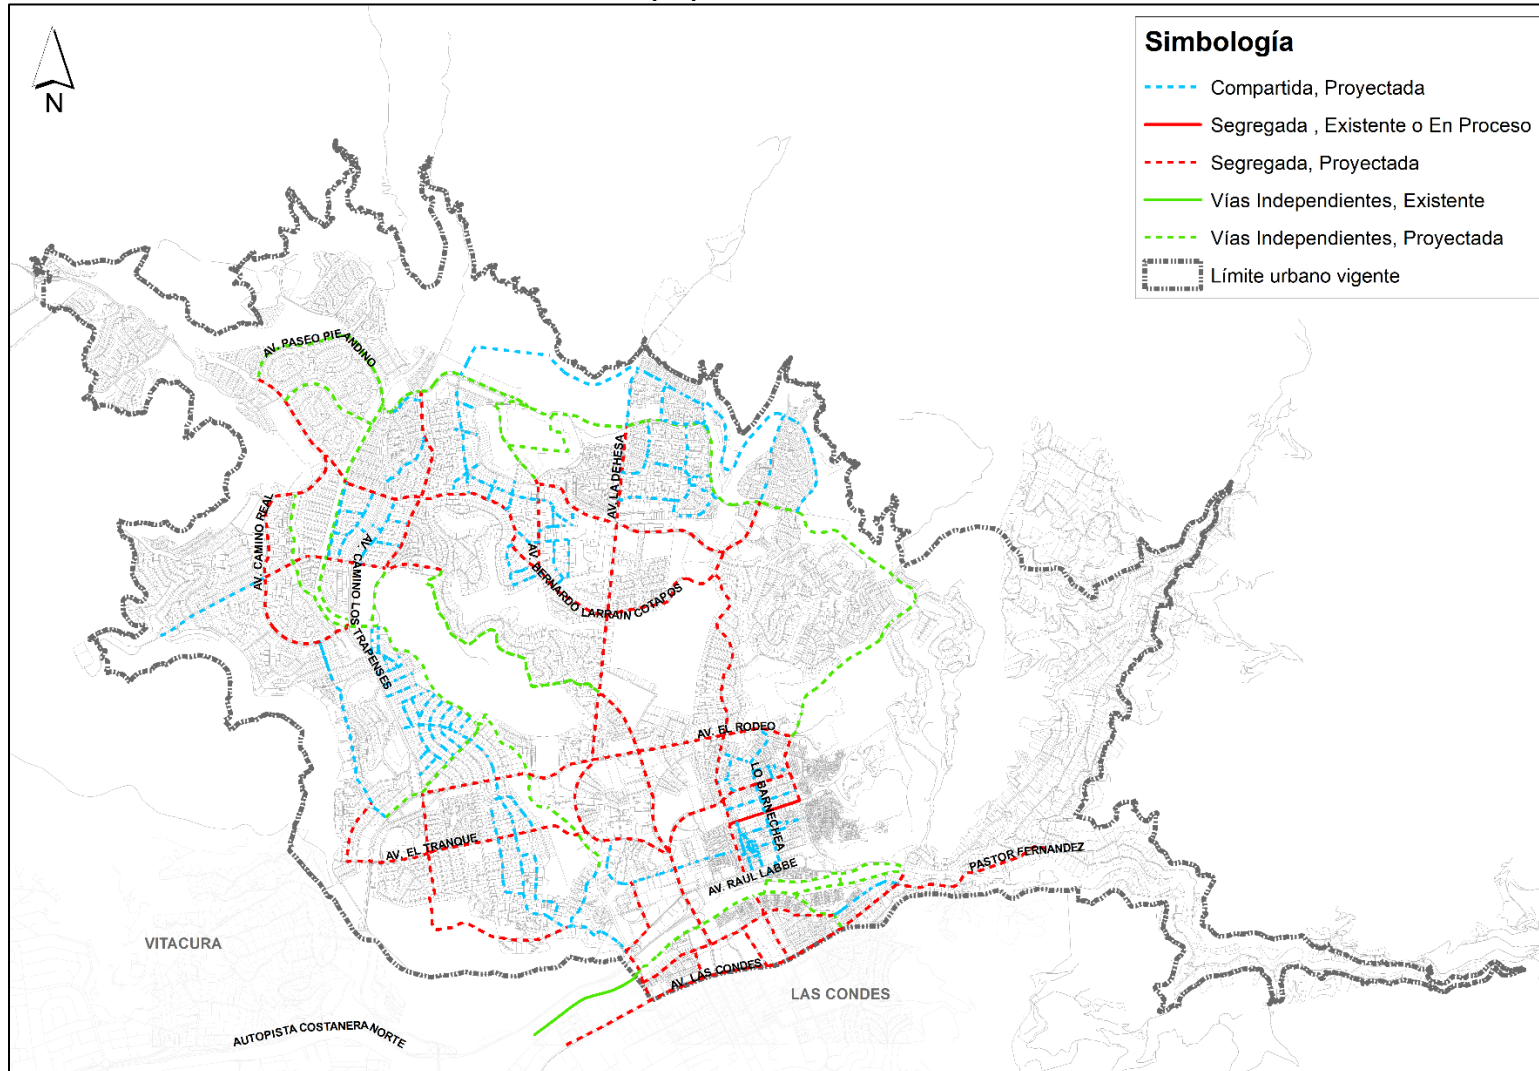 N
Simbología
Compartida, Proyectada
Segregada , Existente o En Proceso
Segregada, Proyectada
Vías Independientes, Existente
Vías Independientes, Proyectada
Límite urbano vigente
AV. PASEO PIE ANDINO
AV. LA DEHESA
AV. CAMINO REAL
AV. CAMINO LOS TRAPENSES
AV. BERNARDO LARRAIN COTAPOS
AV. EL RODEO
LO BARNECHEA
AV. EL TRANQUE
AV. RAUL LABBE
PASTOR FERNANDEZ
VITACURA
AV. LAS CONDES
LAS CONDES
AUTOPISTA COSTANERA NORTE